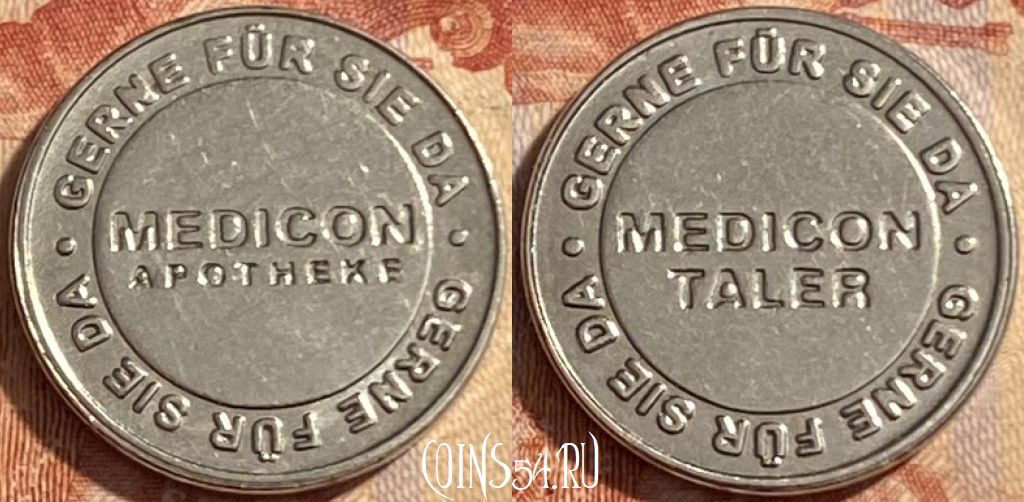 GERNE FÜR SIE DA · GERNE FÜR SIE DA ·
MEDICON
APOTHEKE
GERNE FÜR SIE DA · GERNE FÜR SIE DA ·
MEDICON
TALER
COINS54.RU